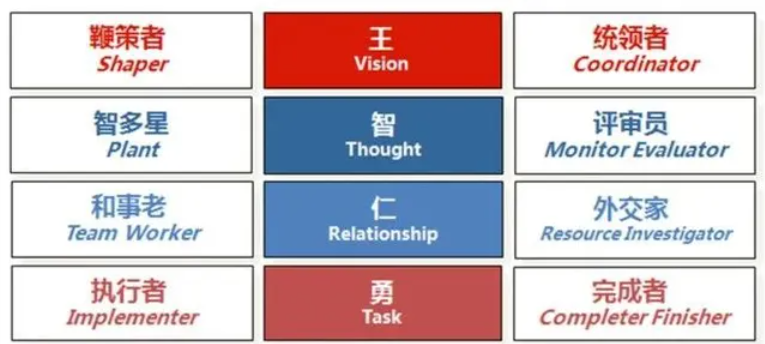 鞭策者
Shaper
王
Vision
统领者
Coordinator
智多星
Plant
智
Thought
评审员
Monitor Evaluator
和事老
Team Worker
仁
Relationship
外交家
Resource Investigator
执行者
Implementer
勇
Task
完成者
Completer Finisher